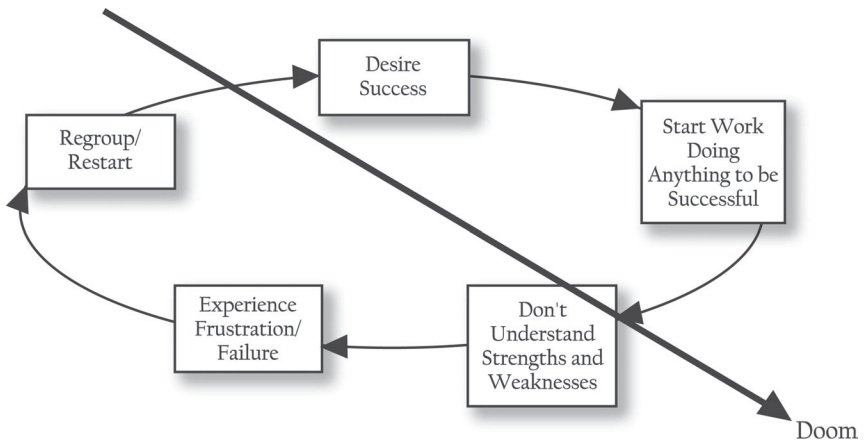 Desire
Success
Start Work
Doing
Anything to be
Successful
Don't
Understand
Strengths and
Weaknesses
Experience
Frustration/
Failure
Regroup/
Restart
Doom